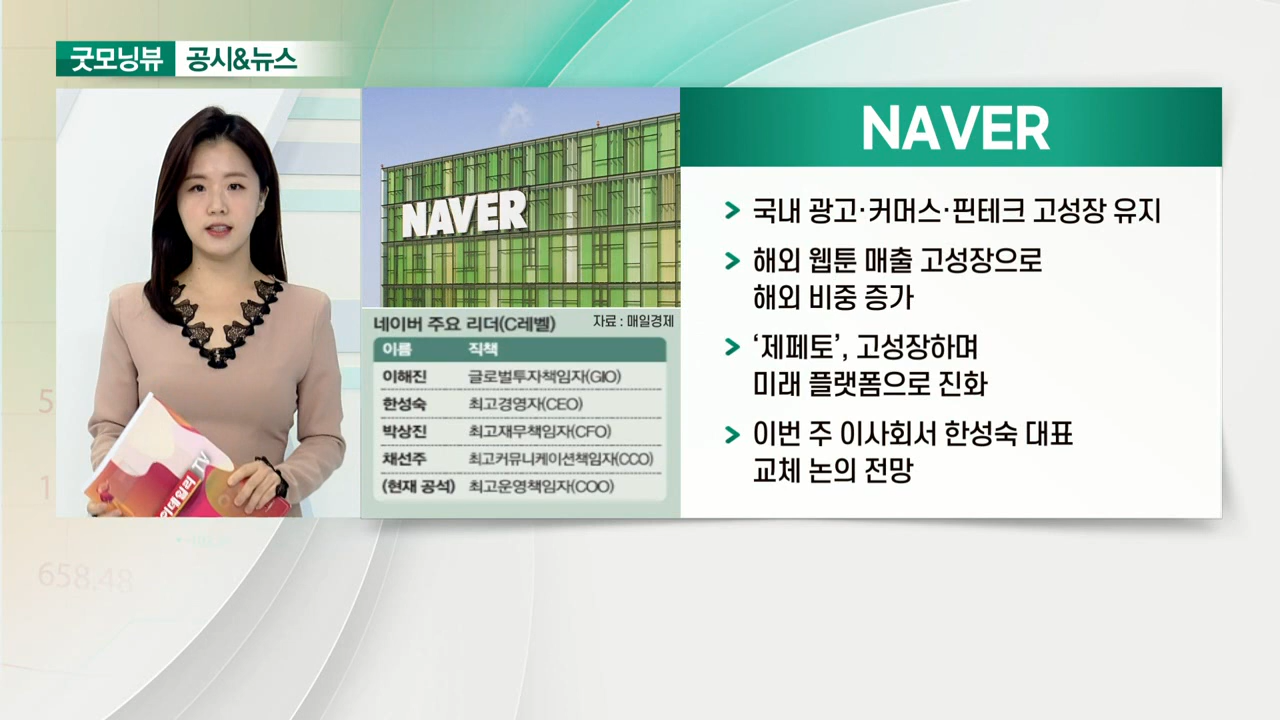 굿모닝뷰 공시&뉴스
NAVER
NAVER
네이버 주요 리더(C레벨) 자료 : 매일경제
이름 직책
이해진 글로벌투자책임자(GIO)
한성숙 최고경영자(CEO)
박상진 최고재무책임자(CFO)
채선주 최고커뮤니케이션책임자(CCO)
(현재 공석) 최고운영책임자(COO)
이데일리 TV
> 국내 광고·커머스·핀테크 고성장 유지
> 해외 웹툰 매출 고성장으로
해외 비중 증가
> ‘제페토’, 고성장하며
미래 플랫폼으로 진화
> 이번 주 이사회서 한성숙 대표
교체 논의 전망
658.48